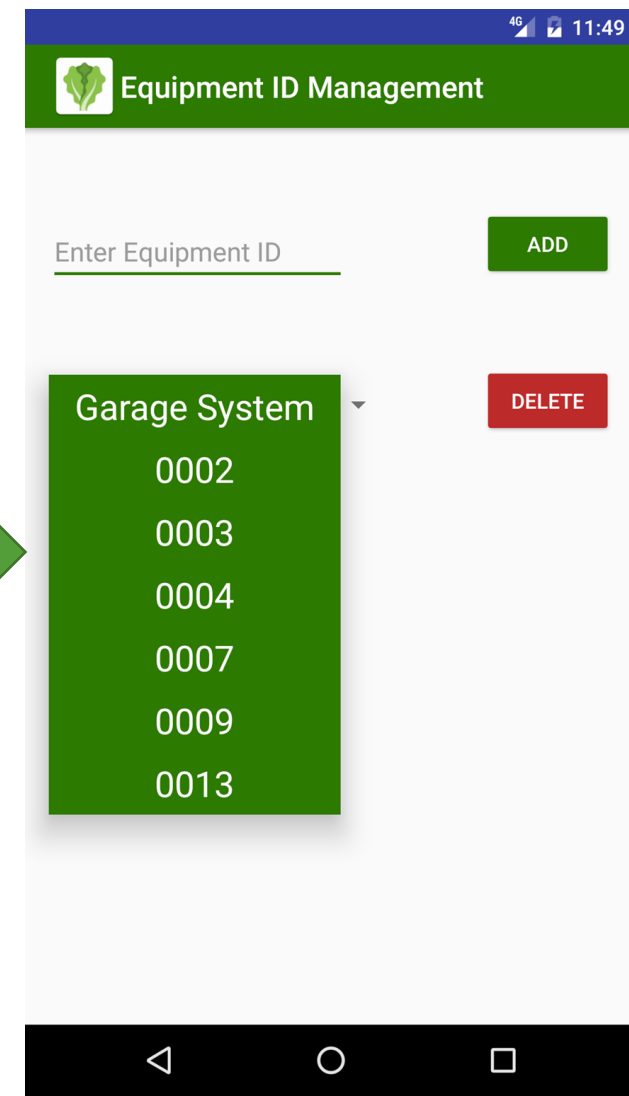 4G 11:49
Equipment ID Management
Enter Equipment ID
ADD
Garage System
DELETE
0002
0003
0004
0007
0009
0013